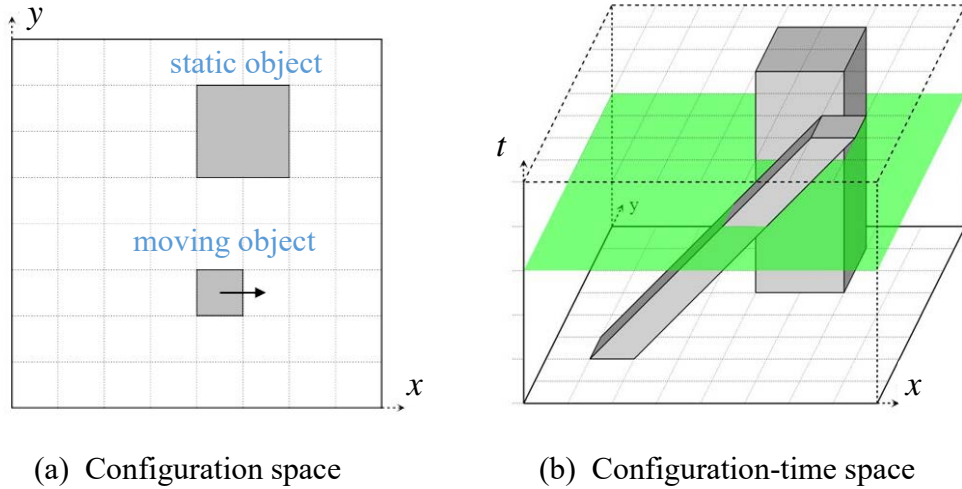 y
static object
moving object
x
(a) Configuration space
t
y
x
(b) Configuration-time space